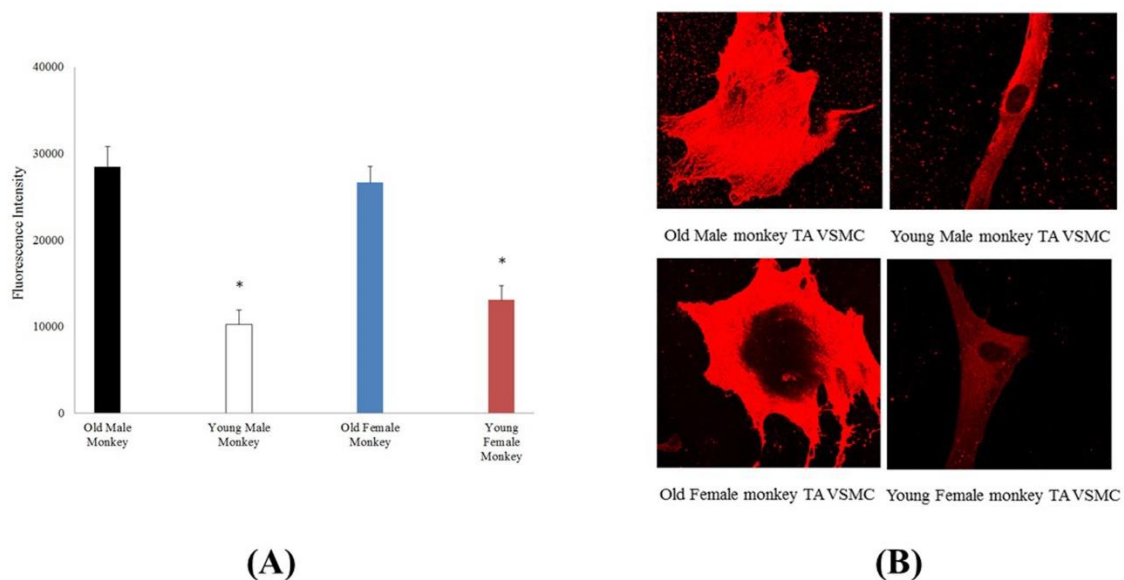 40000
30000
20000
10000
0
Fluorescence Intensity
*
*
Old Male
Monkey
Young Male
Monkey
Old Female
Monkey
Young
Female
Monkey
(A)
Old Male monkey TA VSMC
Young Male monkey TA VSMC
Old Female monkey TA VSMC
Young Female monkey TA VSMC
(B)